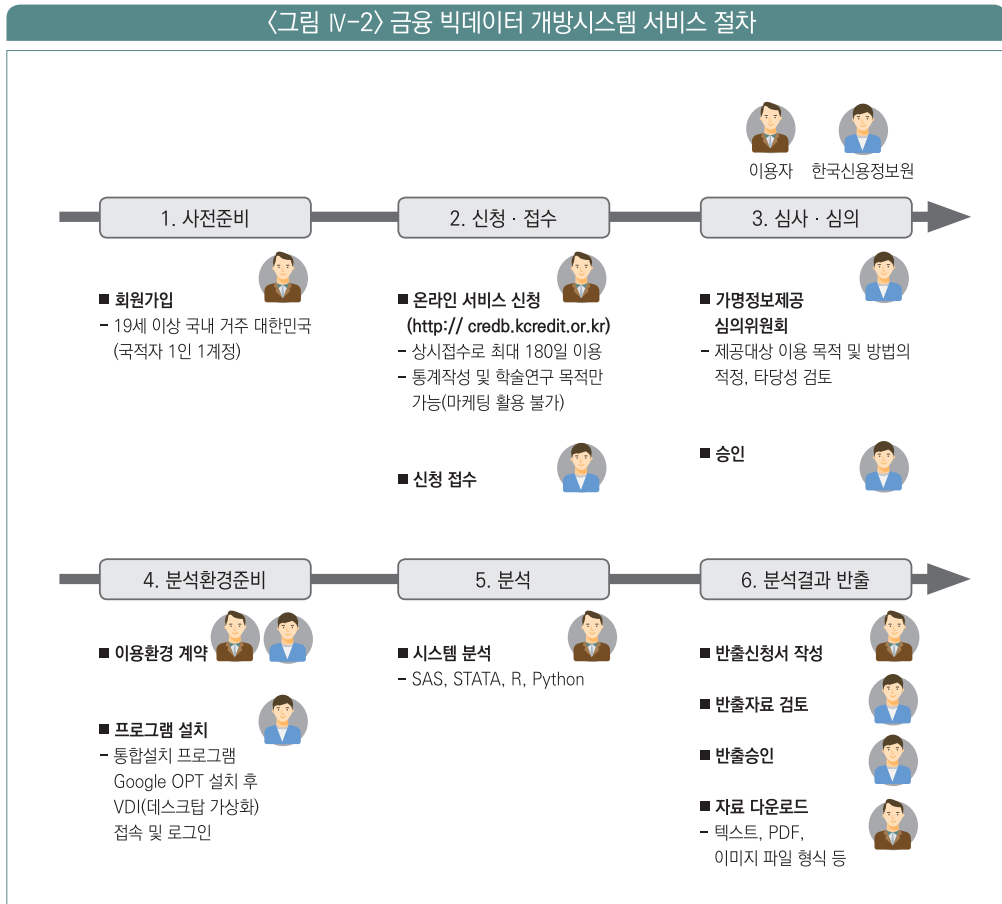 〈그림 Ⅳ-2〉 금융 빅데이터 개방시스템 서비스 절차
이용자 한국신용정보원
1. 사전준비
2. 신청 · 접수
3. 심사 · 심의
■ 회원가입
- 19세 이상 국내 거주 대한민국
(국적자 1인 1계정)
■ 온라인 서비스 신청
(http:// credb.kcredit.or.kr)
- 상시접수로 최대 180일 이용
- 통계작성 및 학술연구 목적만
가능(마케팅 활용 불가)
■ 신청 접수
■ 가명정보제공
심의위원회
- 제공대상 이용 목적 및 방법의
적정, 타당성 검토
■ 승인
4. 분석환경준비
5. 분석
6. 분석결과 반출
■ 이용환경 계약
■ 프로그램 설치
- 통합설치 프로그램
Google OPT 설치 후
VDI(데스크탑 가상화)
접속 및 로그인
■ 시스템 분석
- SAS, STATA, R, Python
■ 반출신청서 작성
■ 반출자료 검토
■ 반출승인
■ 자료 다운로드
- 텍스트, PDF,
이미지 파일 형식 등